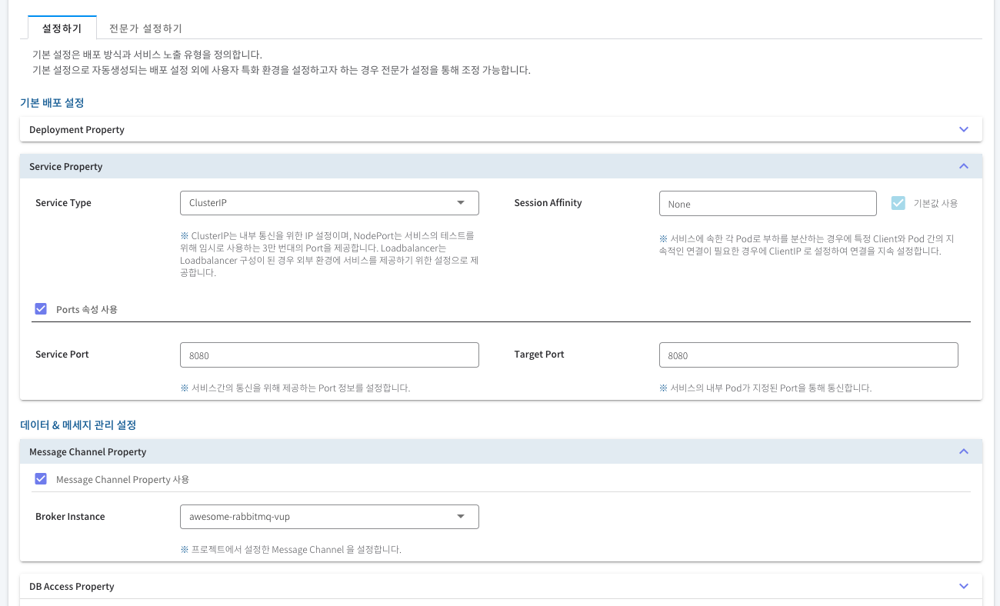 설정하기
전문가 설정하기
기본 설정은 배포 방식과 서비스 노출 유형을 정의합니다.
기본 설정으로 자동생성되는 배포 설정 외에 사용자 특화 환경을 설정하고자 하는 경우 전문가 설정을 통해 조정 가능합니다.
기본 배포 설정
Deployment Property
Service Property
Service Type
ClusterIP
※ ClusterIP는 내부 통신을 위한 IP 설정이며, NodePort는 서비스의 테스트를
위해 임시로 사용하는 3만 번대의 Port을 제공합니다. Loadbalancer는
Loadbalancer 구성이 된 경우 외부 환경에 서비스를 제공하기 위한 설정으로 제
공합니다.
Session Affinity
None
기본값 사용
※ 서비스에 속한 각 Pod로 부하를 분산하는 경우에 특정 Client와 Pod 간의 지
속적인 연결이 필요한 경우에 ClientIP 로 설정하여 연결을 지속 설정합니다.
Ports 속성 사용
Service Port
8080
※ 서비스간의 통신을 위해 제공하는 Port 정보를 설정합니다.
Target Port
8080
※ 서비스의 내부 Pod가 지정된 Port을 통해 통신합니다.
데이터 & 메세지 관리 설정
Message Channel Property
Message Channel Property 사용
Broker Instance
awesome-rabbitmq-vup
※ 프로젝트에서 설정한 Message Channel 을 설정합니다.
DB Access Property